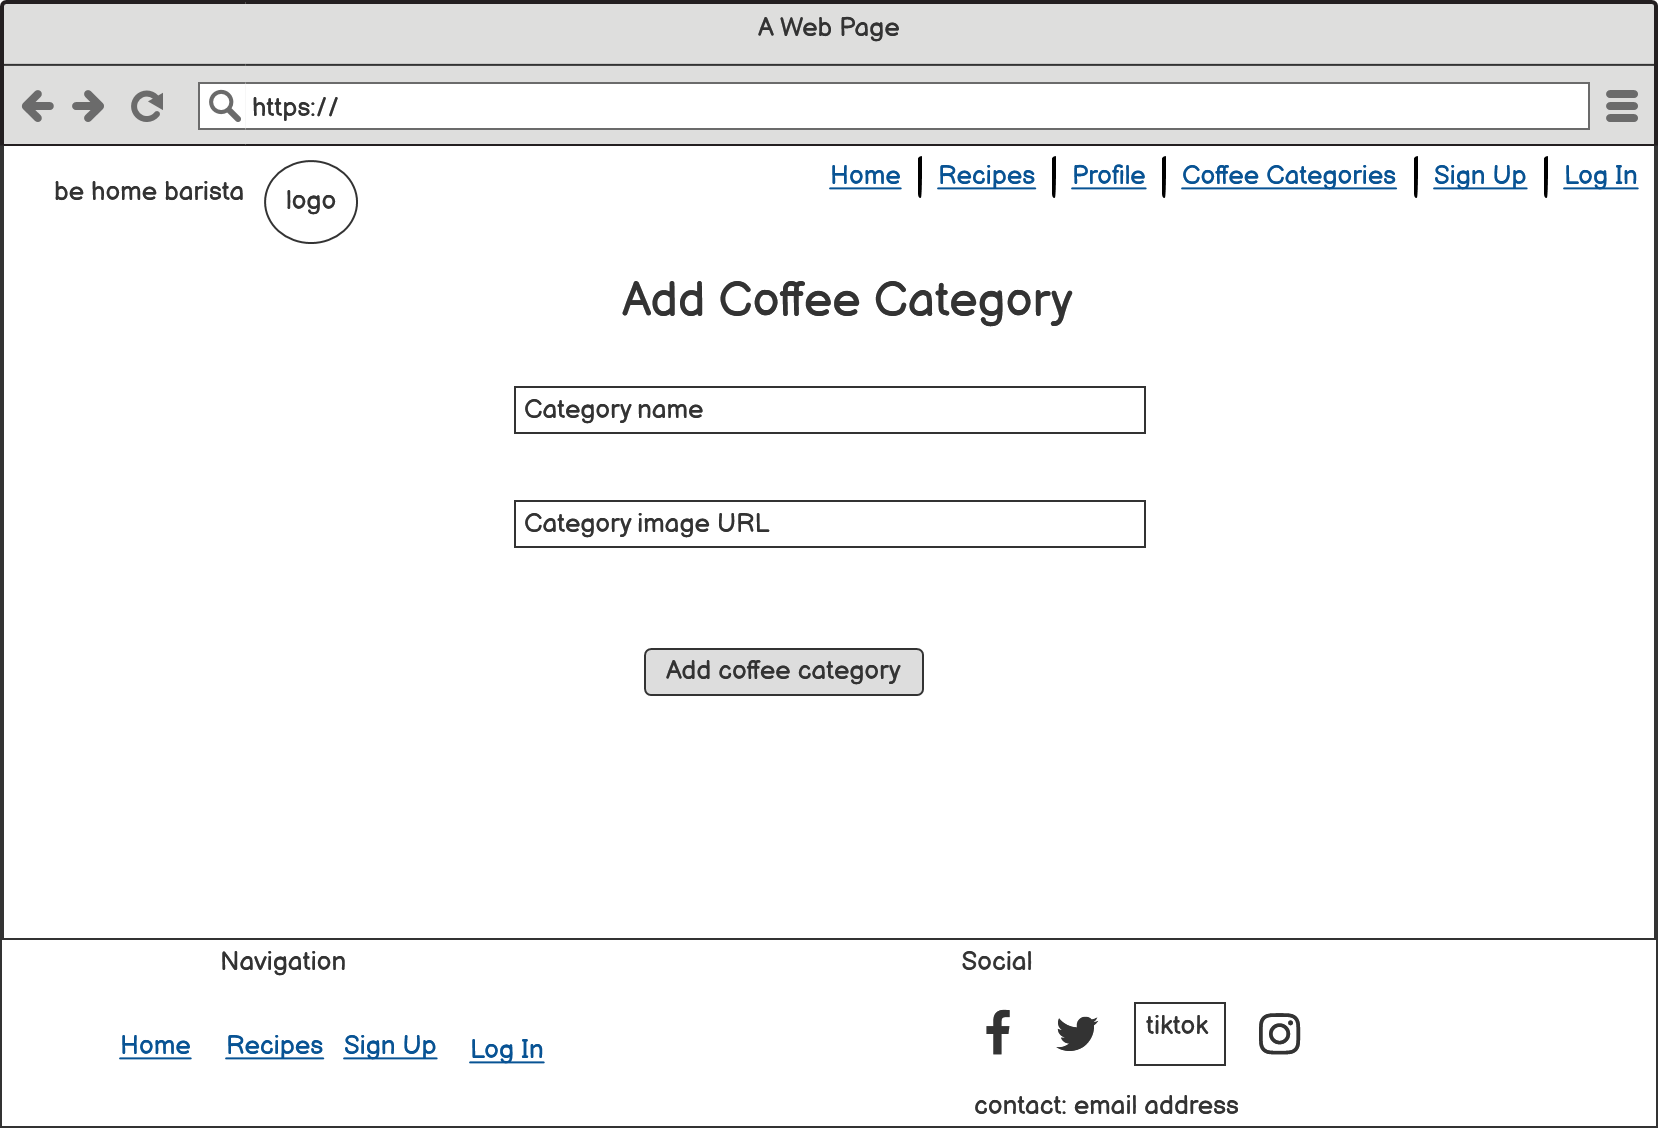 A Web Page
https://
be home barista
logo
Home Recipes Profile Coffee Categories Sign Up Log In
Add Coffee Category
Category name
Category image URL
Add coffee category
Navigation
Social
Home Recipes Sign Up Log In
tiktok
contact: email address